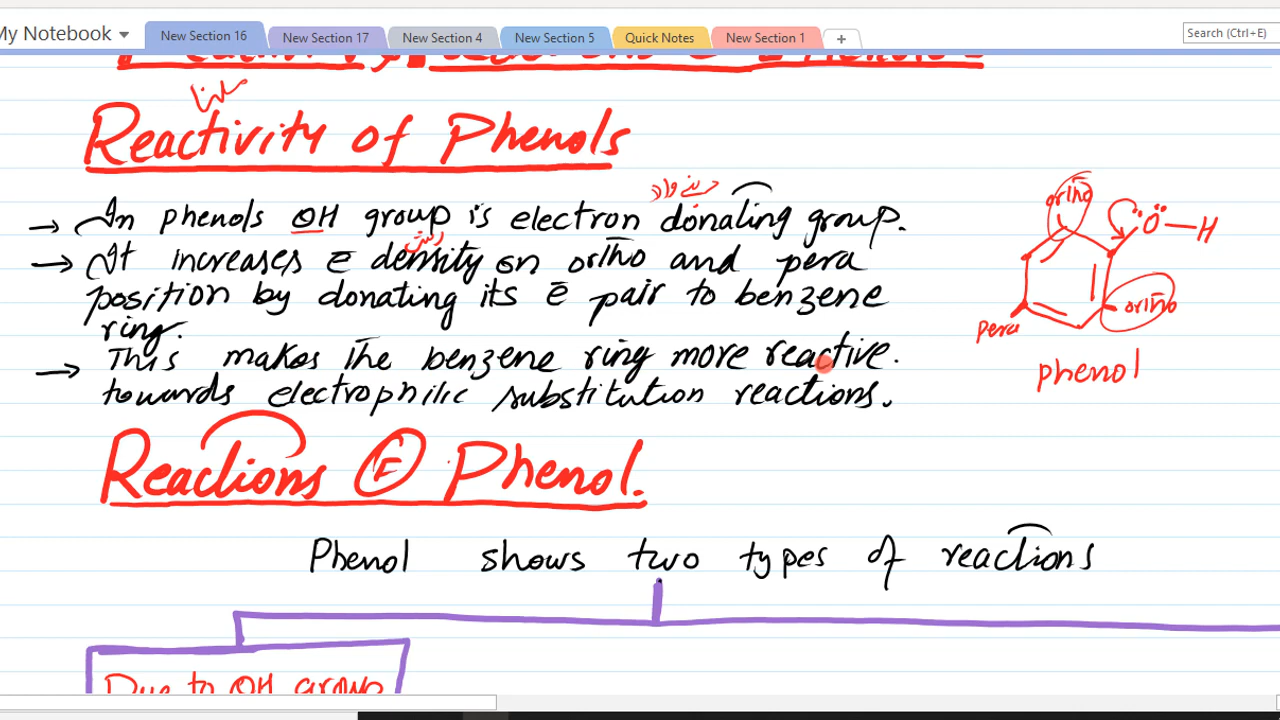 My Notebook
New Section 16
New Section 17
New Section 4
New Section 5
Quick Notes
New Section 1
+
Search (Ctrl+E)
Reactivity of Phenols
→ In phenols OH group is electron donating group.
→ It increases ē density on ortho and pera
position by donating its ē pair to benzene
ring.
→ This makes the benzene ring more reactive.
towards electrophilic substitution reactions.
ortho
O—H
ortho
pera
phenol
Reactions Phenol.
Phenol shows two types of reactions
Due to OH group